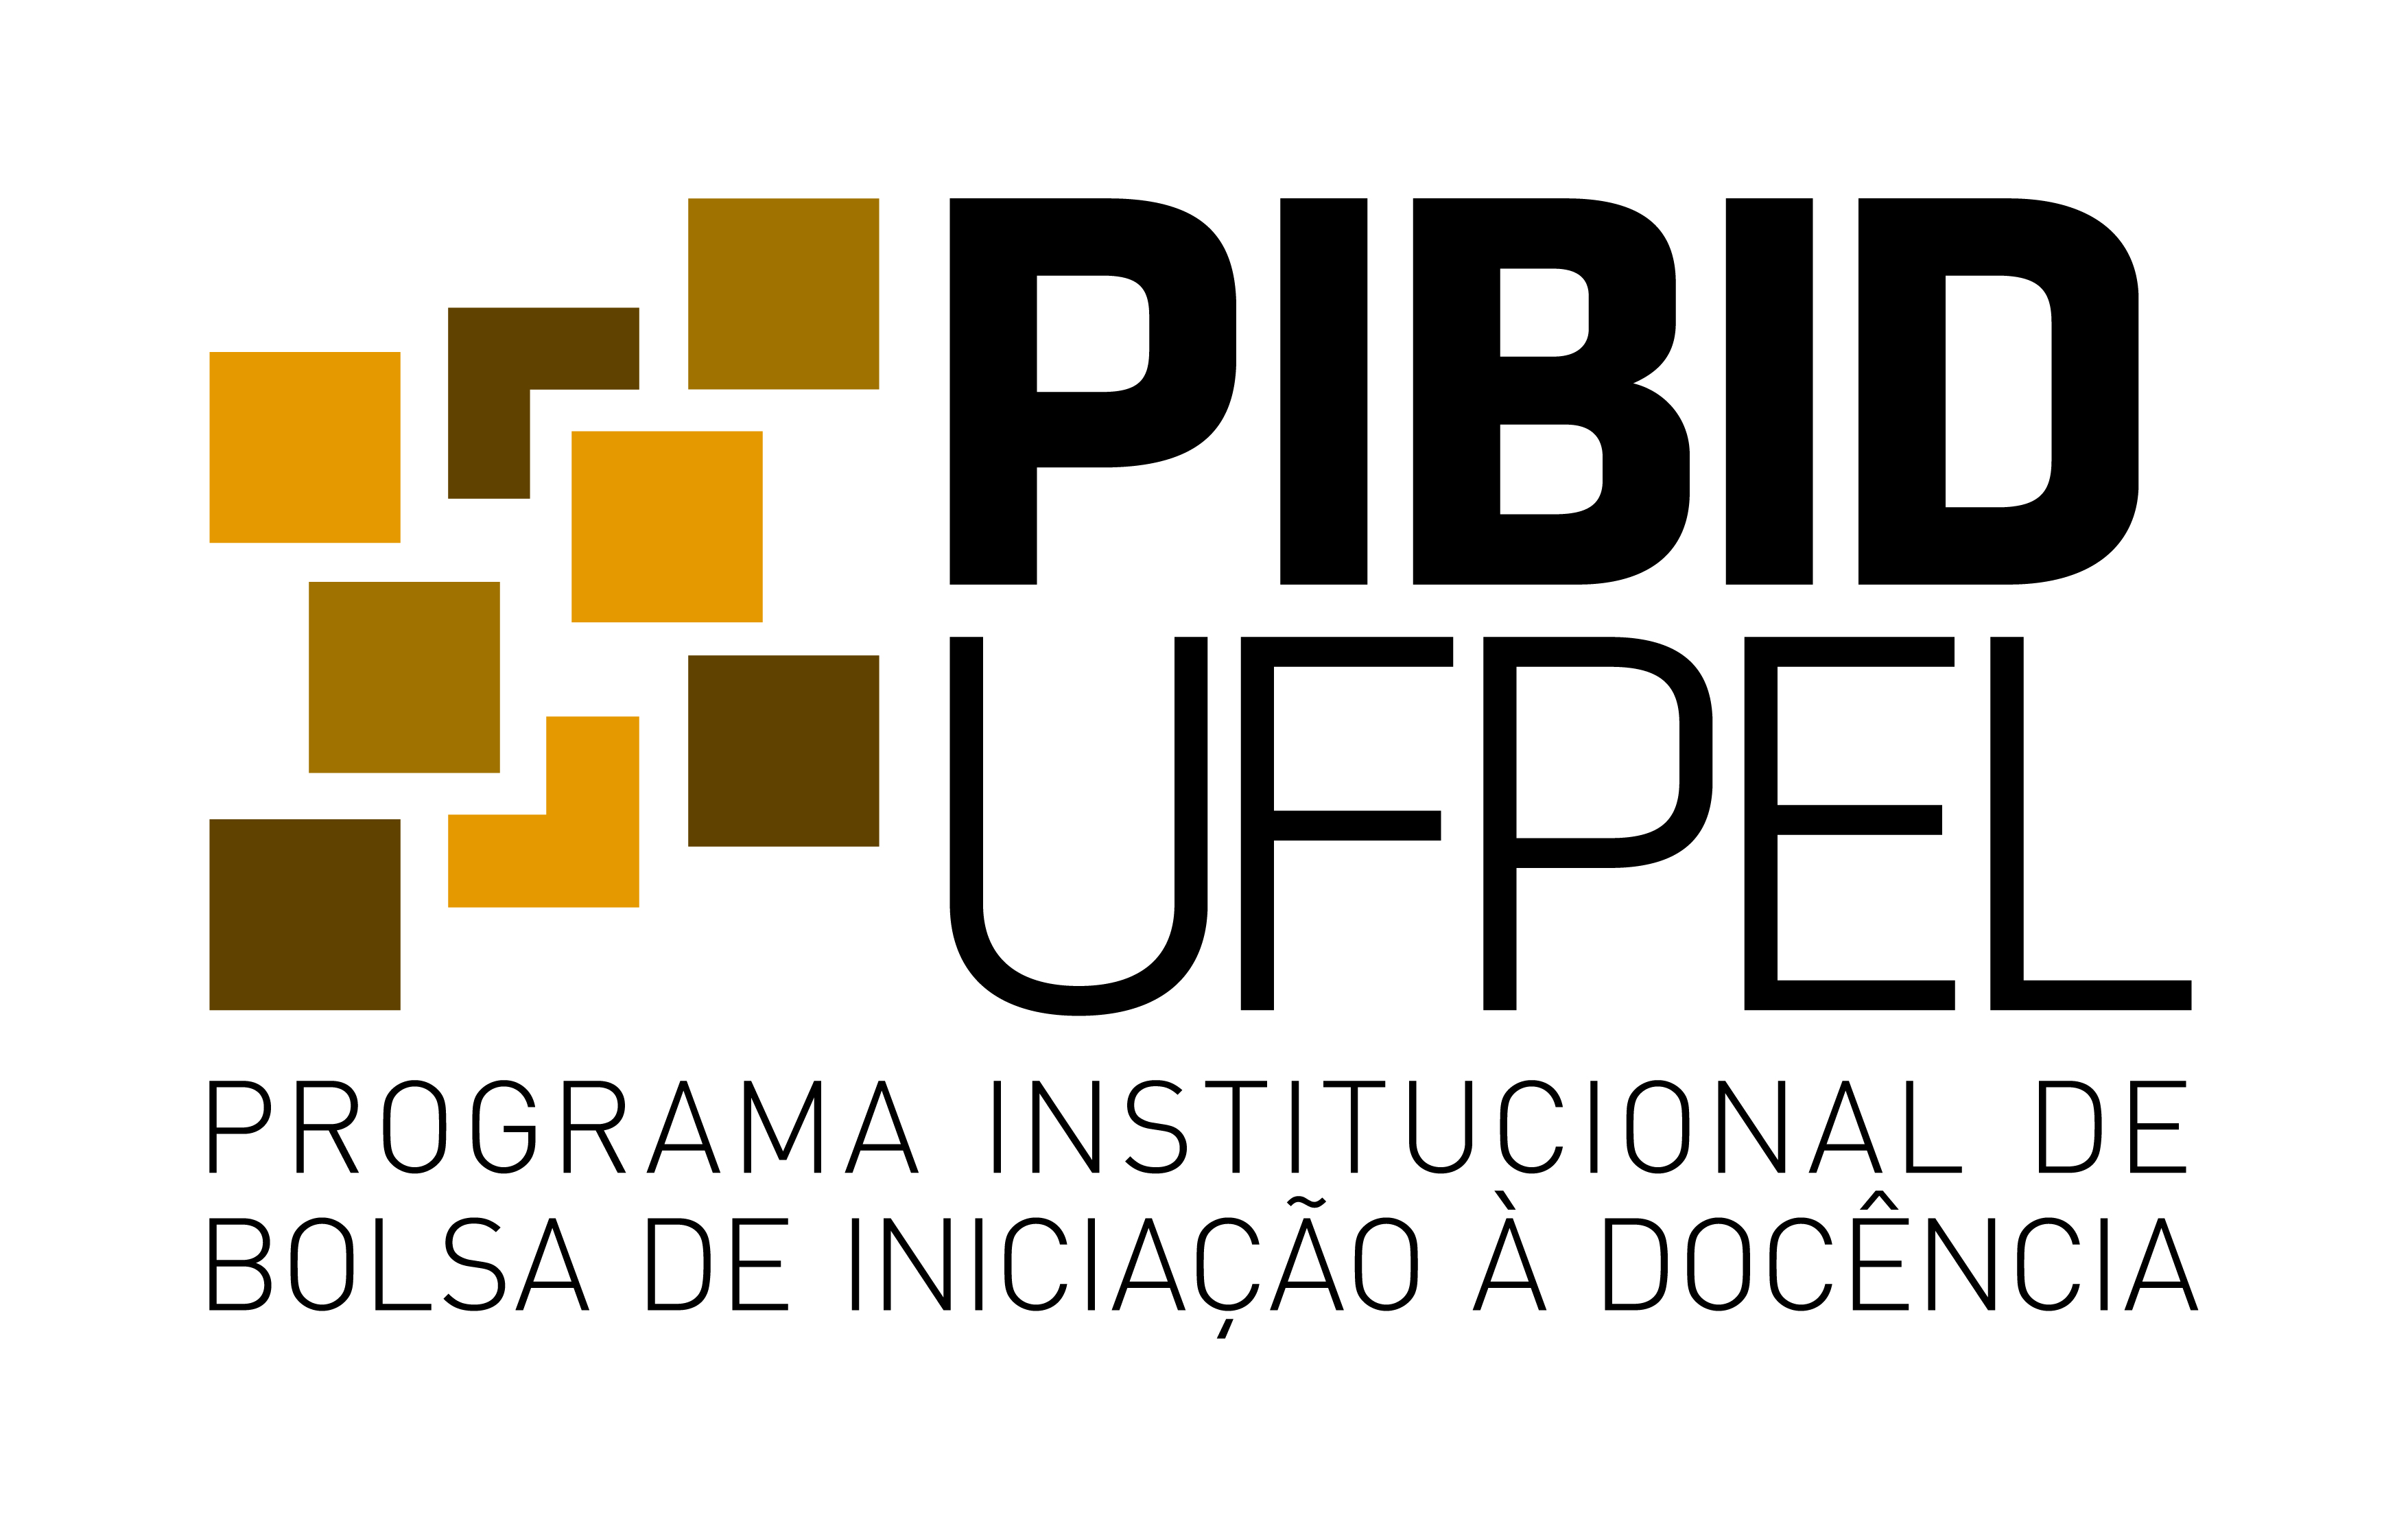 PIBID
UFPEL
PROGRAMA INSTITUCIONAL DE
BOLSA DE INICIAÇÃO À DOCÊNCIA